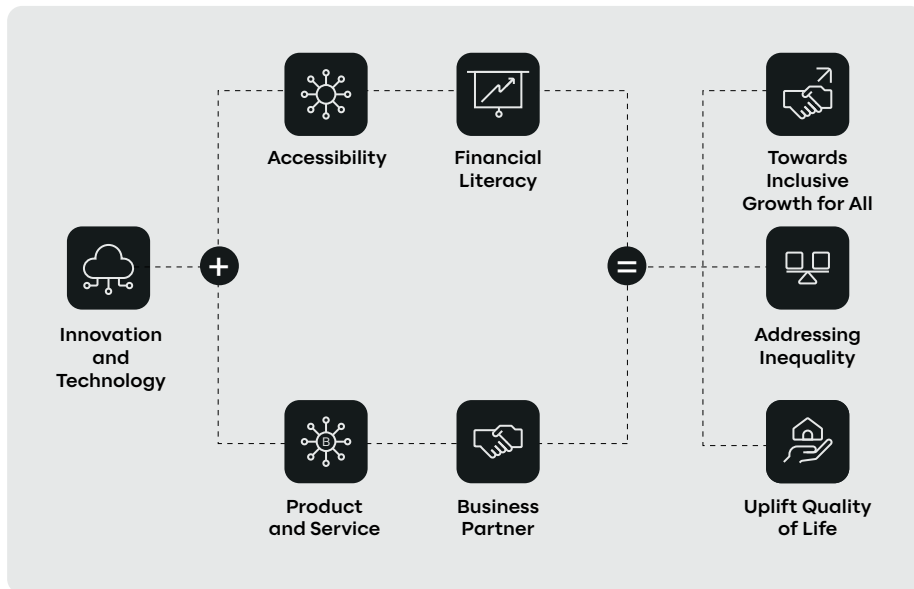 Accessibility
Financial
Literacy
Towards
Inclusive
Growth for All
+
=
Innovation
and
Technology
Addressing
Inequality
B
Product
and Service
Business
Partner
Uplift Quality
of Life